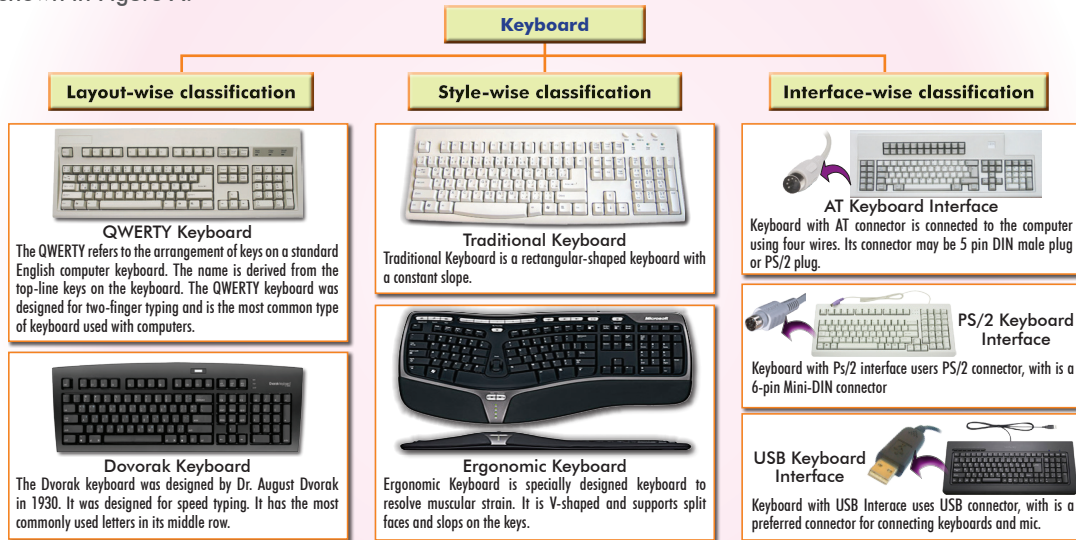 Keyboard
Layout-wise classification
QWERTY Keyboard
The QWERTY refers to the arrangement of keys on a standard
English computer keyboard. The name is derived from the
top-line keys on the keyboard. The QWERTY keyboard was
designed for two-finger typing and is the most common type
of keyboard used with computers.
Dovorak Keyboard
The Dvorak keyboard was designed by Dr. August Dvorak
in 1930. It was designed for speed typing. It has the most
commonly used letters in its middle row.
Style-wise classification
Traditional Keyboard
Traditional Keyboard is a rectangular-shaped keyboard with
a constant slope.
Microsoft
Ergonomic Keyboard
Ergonomic Keyboard is specially designed keyboard to
resolve muscular strain. It is V-shaped and supports split
faces and slops on the keys.
Interface-wise classification
AT Keyboard Interface
Keyboard with AT connector is connected to the computer
using four wires. Its connector may be 5 pin DIN male plug
or PS/2 plug.
PS/2 Keyboard
Interface
Keyboard with Ps/2 interface users PS/2 connector, with is a
6-pin Mini-DIN connector
USB Keyboard
Interface
Keyboard with USB Interace uses USB connector, with is a
preferred connector for connecting keyboards and mic.